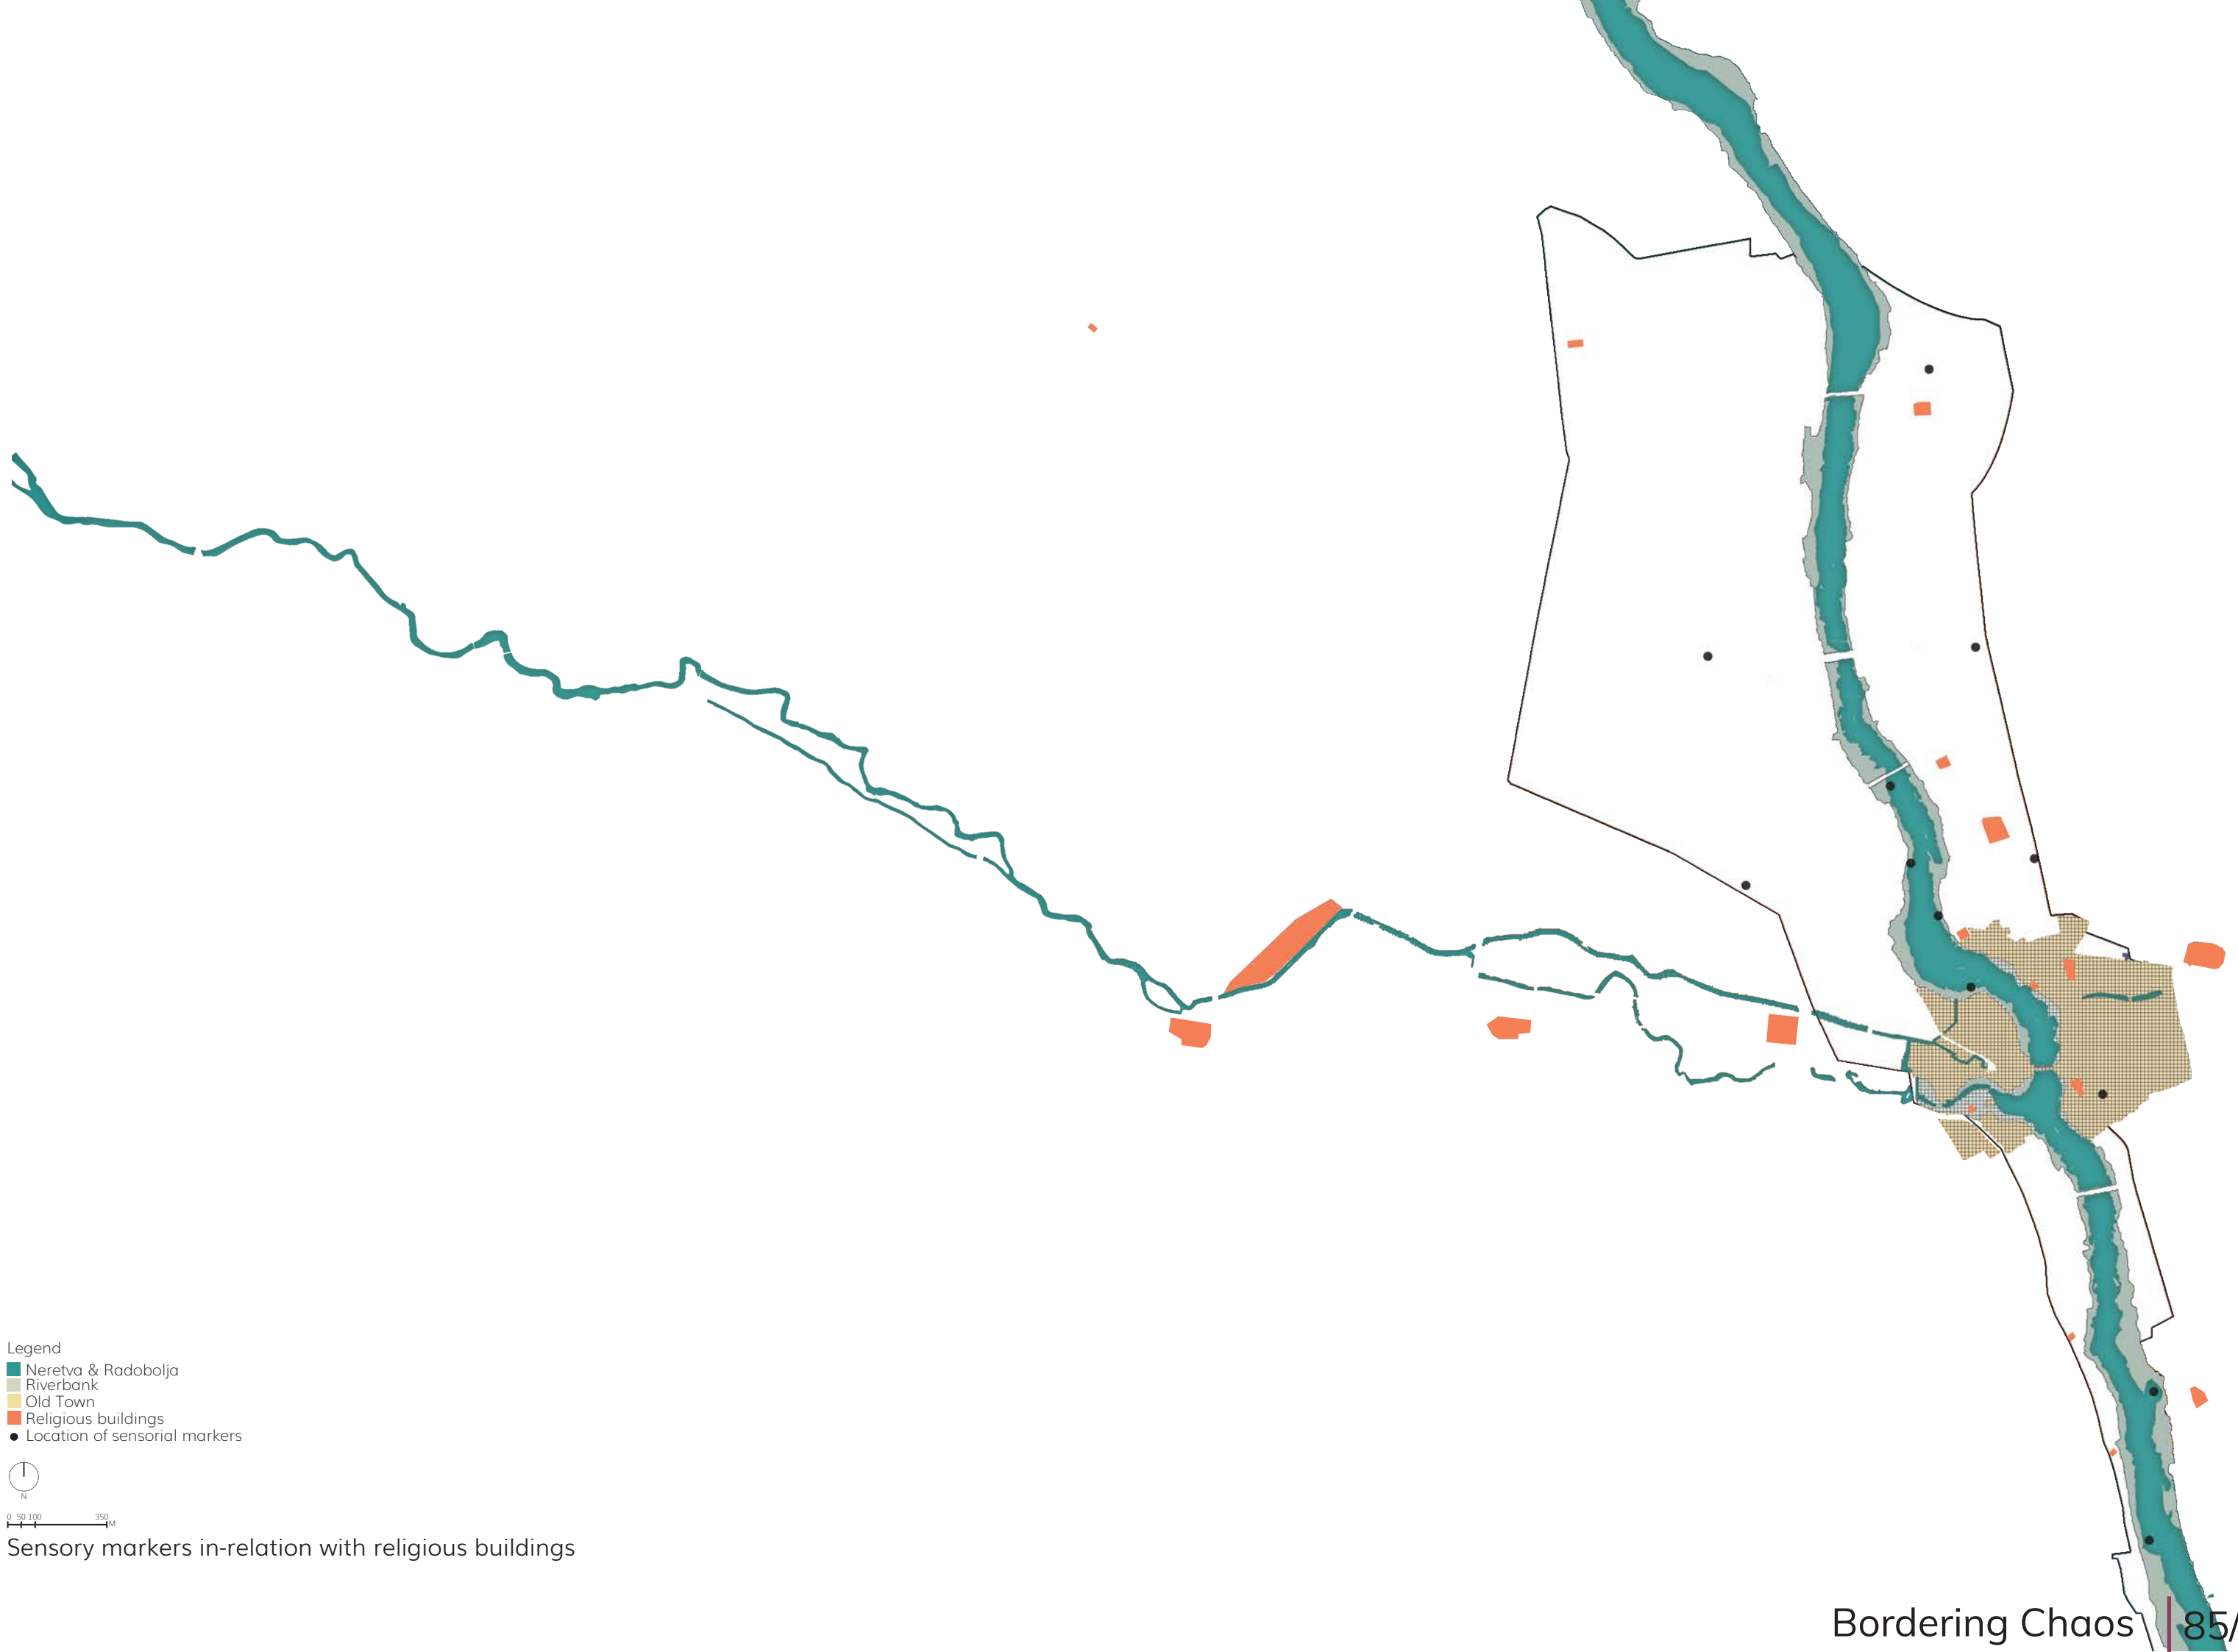 Legend
Neretva & Radobolja
Riverbank
Old Town
Religious buildings
Location of sensorial markers
N
0 50 100 350 M
Sensory markers in-relation with religious buildings
Bordering Chaos | 85/